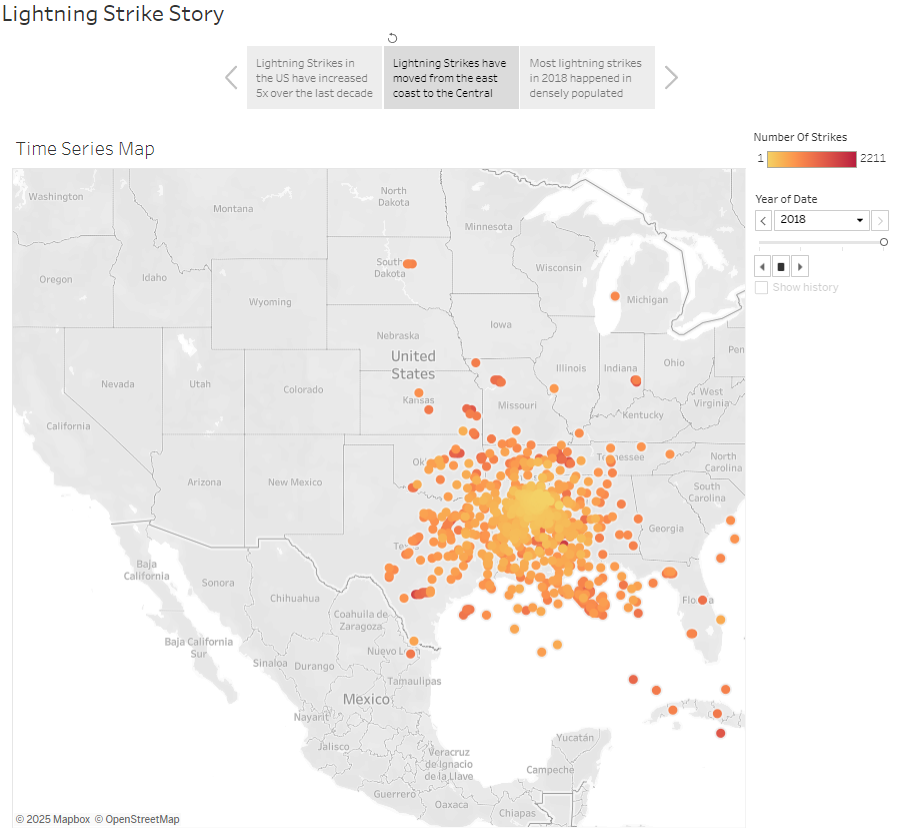 Lightning Strike Story
Lightning Strikes in
the US have increased
5x over the last decade
Lightning Strikes have
moved from the east
coast to the Central
Most lightning strikes
in 2018 happened in
densely populated
Time Series Map
Number Of Strikes
1
2211
Year of Date
2018
Show history
Washington
Montana
North
Dakota
Minnesota
Oregon
Idaho
South
Dakota
Wisconsin
Wyoming
Michigan
Iowa
Nebraska
United
States
Nevada
Utah
Colorado
Kansas
Missouri
Illinois
Indiana
Ohio
Pen
West
Virginia
Kentucky
California
Arizona
New Mexico
Ok
Te
essee
North
Carolina
South
Carolina
Georgia
Te
Flo
a
Baja
California
Sonora
Chihuahua
Coahuila de
Zaragoza
Baja California
Sur
Sinaloa
Durango
Nuevo L
n
Tamaulipas
Mexico
Nayarit
Jalisco
Veracruz
de Ignacio
de la Llave
Yucatán
Campeche
Guerrero
Oaxaca
Chiapas
© 2025 Mapbox © OpenStreetMap